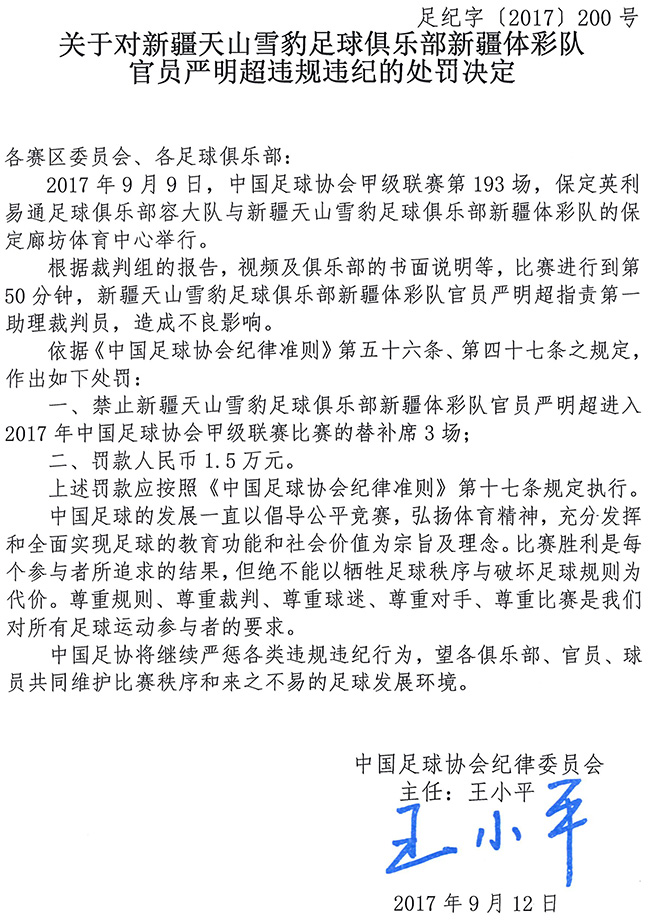 足纪字〔2017〕200 号
关于对新疆天山雪豹足球俱乐部新疆体彩队
官员严明超违规违纪的处罚决定
各赛区委员会、各足球俱乐部：
2017 年 9 月 9 日，中国足球协会甲级联赛第 193 场，保定英利
易通足球俱乐部容大队与新疆天山雪豹足球俱乐部新疆体彩队的保
定廊坊体育中心举行。
根据裁判组的报告，视频及俱乐部的书面说明等，比赛进行到第
50 分钟，新疆天山雪豹足球俱乐部新疆体彩队官员严明超指责第一
助理裁判员，造成不良影响。
依据《中国足球协会纪律准则》第五十六条、第四十七条之规定，
作出如下处罚：
一、禁止新疆天山雪豹足球俱乐部新疆体彩队官员严明超进入
2017 年中国足球协会甲级联赛比赛的替补席 3 场；
二、罚款人民币 1.5 万元。
上述罚款应按照《中国足球协会纪律准则》第十七条规定执行。
中国足球的发展一直以倡导公平竞赛，弘扬体育精神，充分发挥
和全面实现足球的教育功能和社会价值为宗旨及理念。比赛胜利是每
个参与者所追求的结果，但绝不能以牺牲足球秩序与破坏足球规则为
代价。尊重规则、尊重裁判、尊重球迷、尊重对手、尊重比赛是我们
对所有足球运动参与者的要求。
中国足协将继续严惩各类违规违纪行为，望各俱乐部、官员、球
员共同维护比赛秩序和来之不易的足球发展环境。
中国足球协会纪律委员会
主任：王小平
王小平
2017 年 9 月 12 日